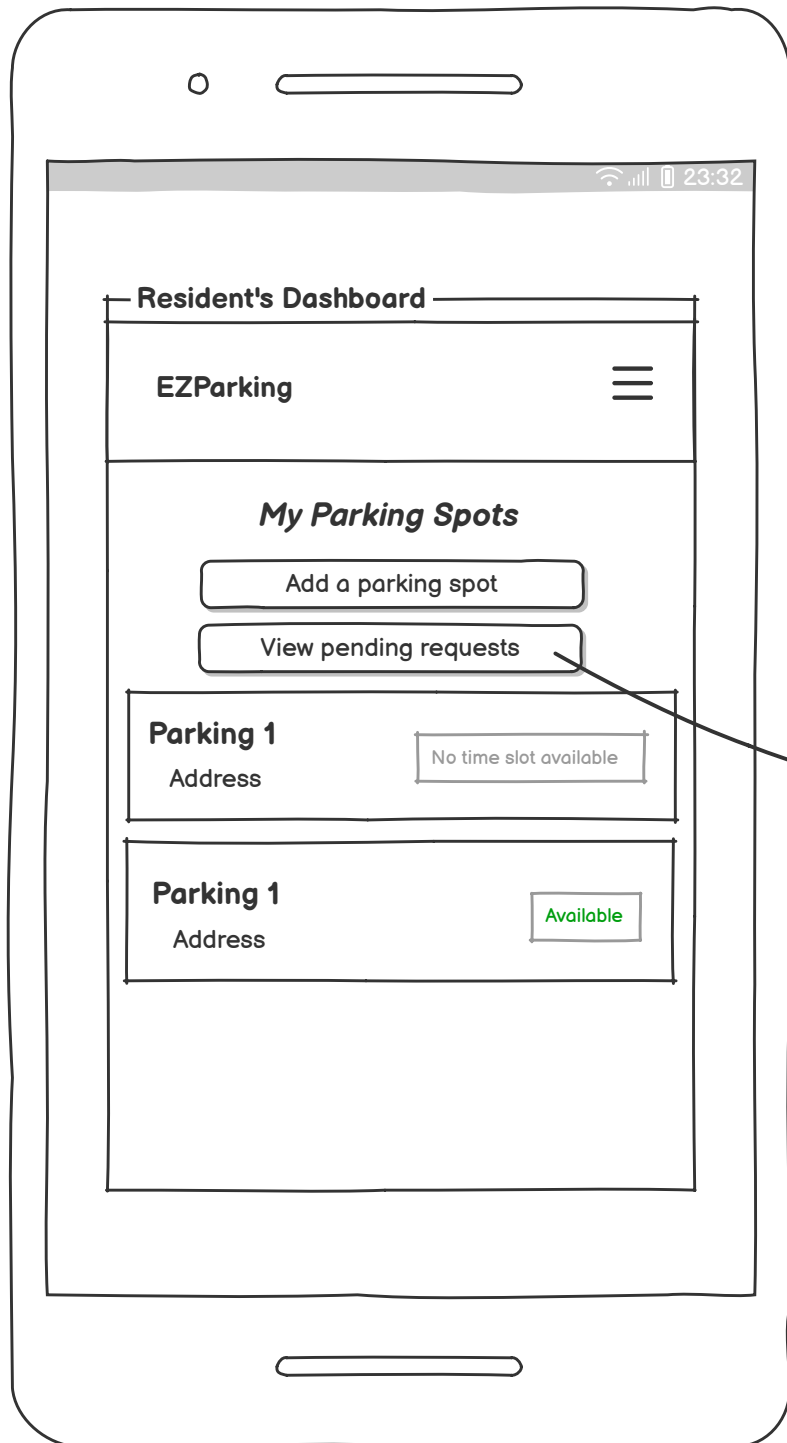 23:32
Resident's Dashboard
EZParking
My Parking Spots
Add a parking spot
View pending requests
Parking 1
No time slot available
Address
Parking 1
Available
Address